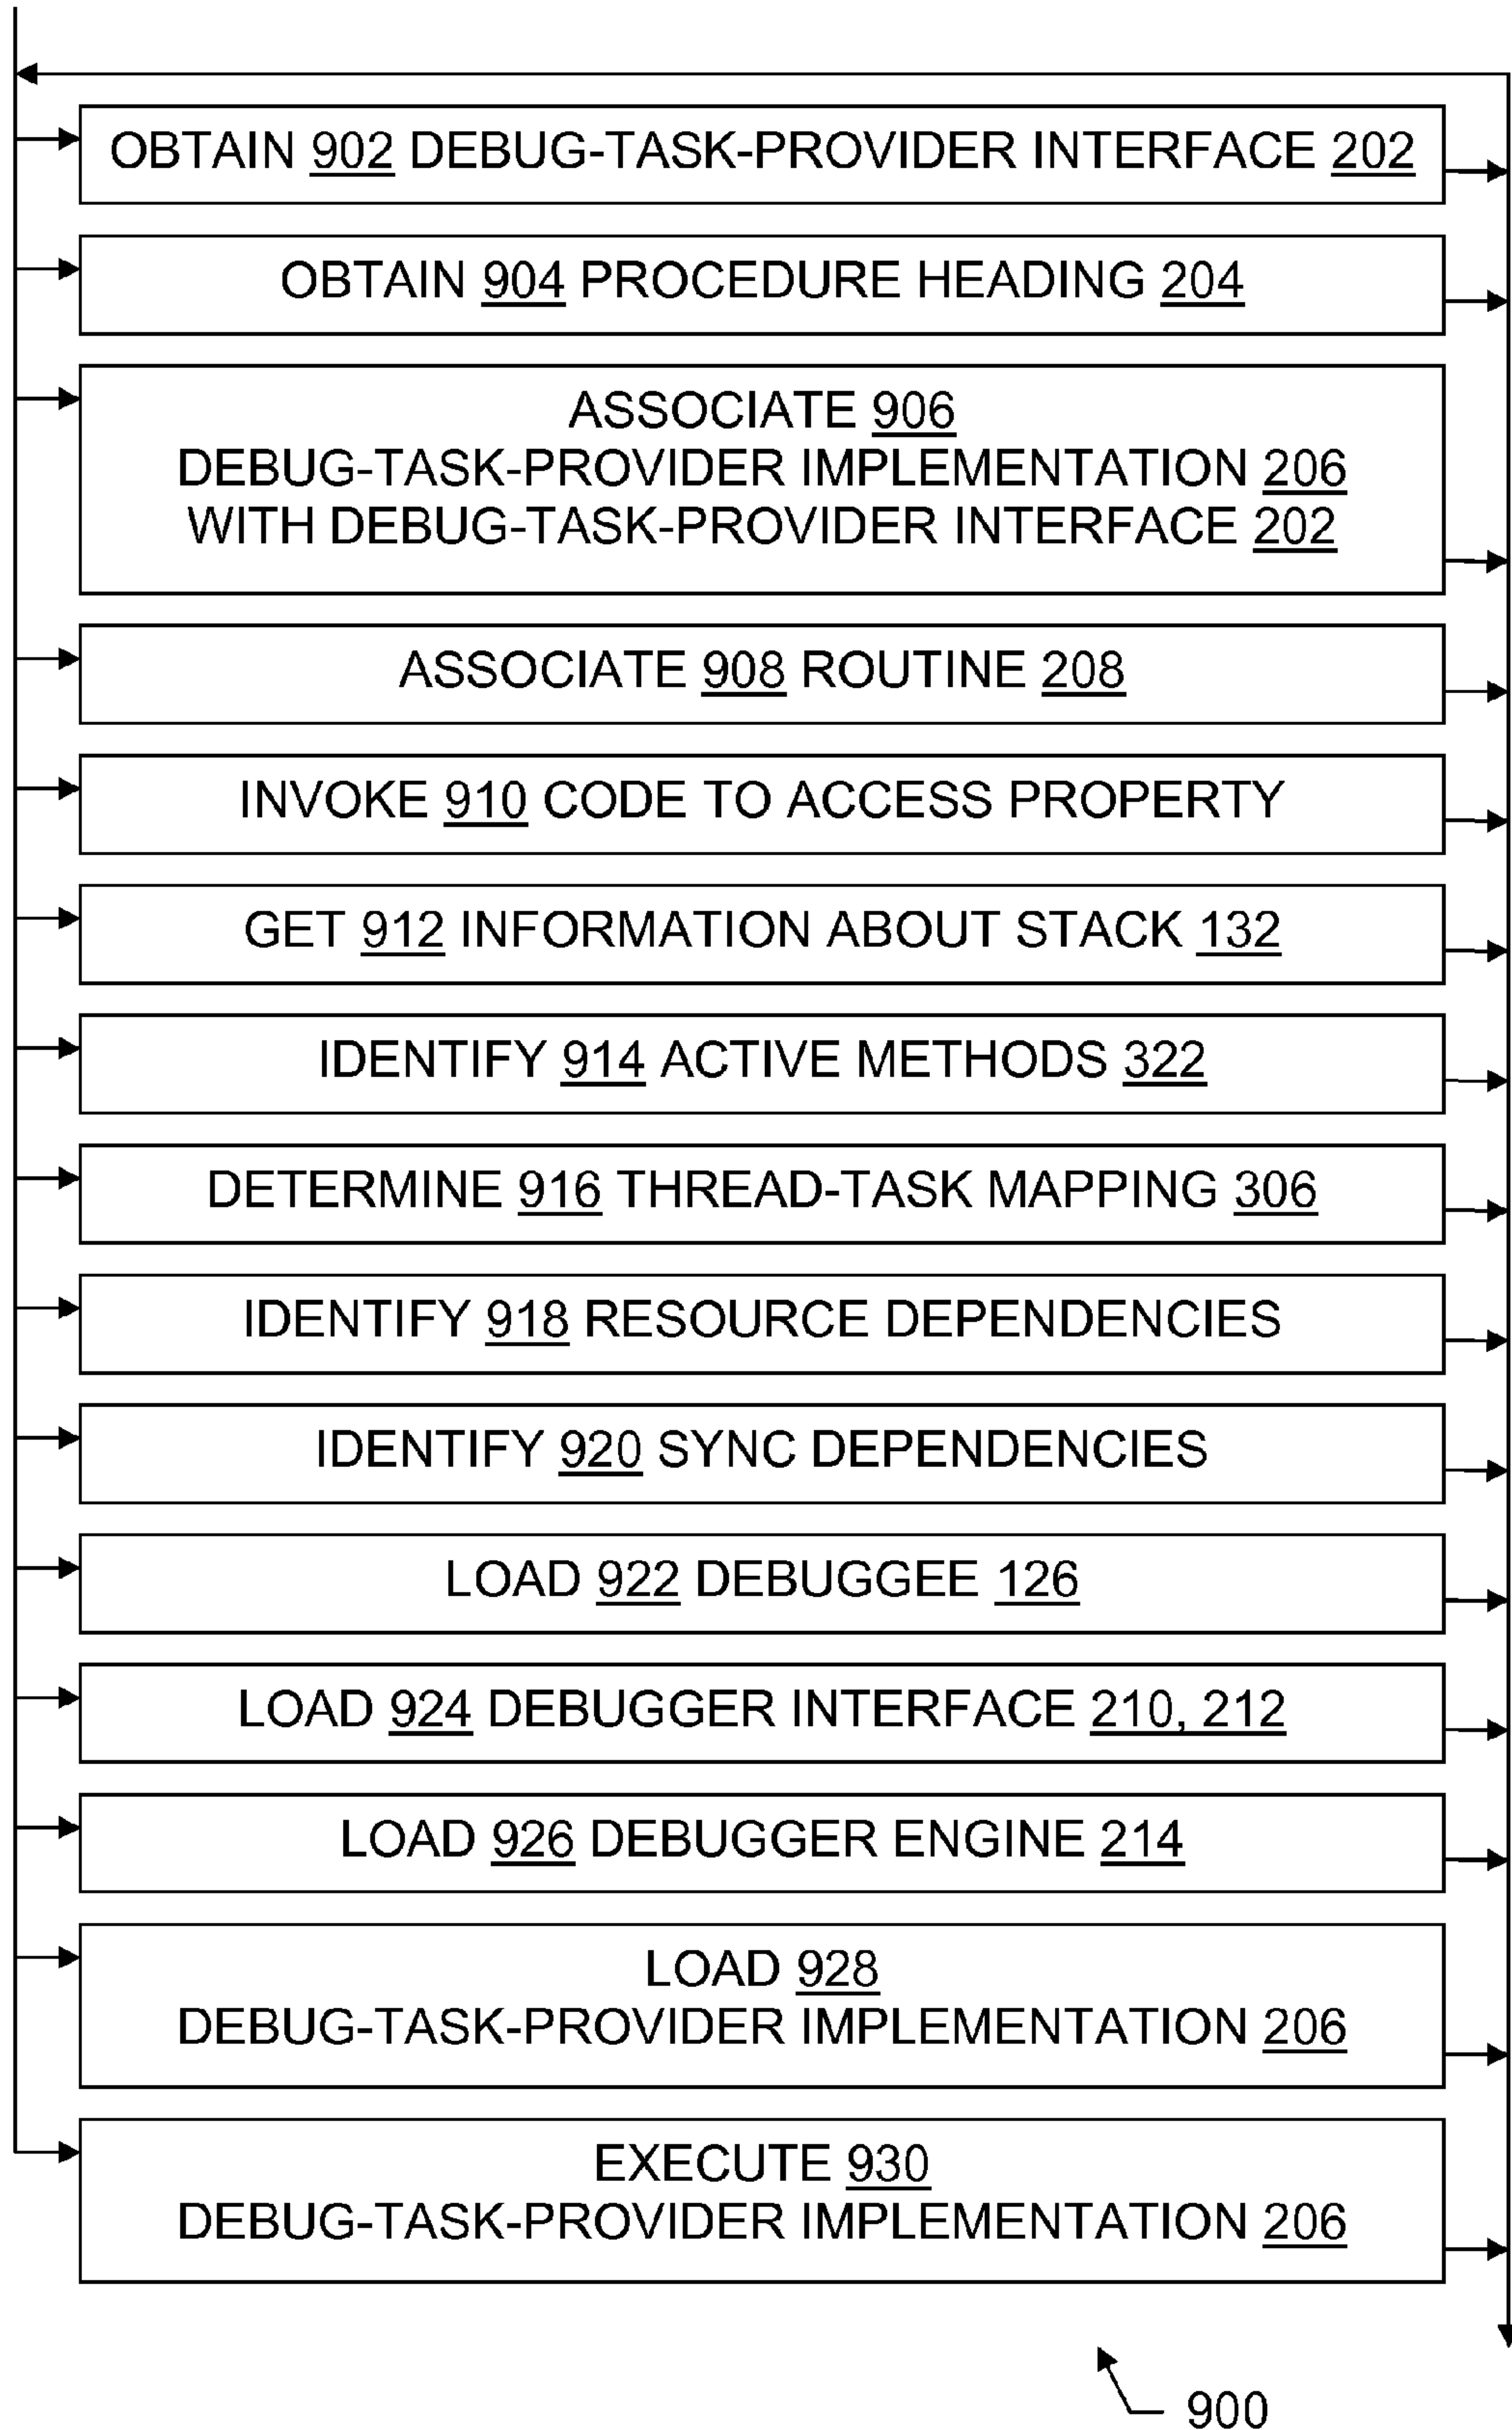 OBTAIN 902 DEBUG-TASK-PROVIDER INTERFACE 202
OBTAIN 904 PROCEDURE HEADING 204
ASSOCIATE 906
DEBUG-TASK-PROVIDER IMPLEMENTATION 206
WITH DEBUG-TASK-PROVIDER INTERFACE 202
ASSOCIATE 908 ROUTINE 208
INVOKE 910 CODE TO ACCESS PROPERTY
GET 912 INFORMATION ABOUT STACK 132
IDENTIFY 914 ACTIVE METHODS 322
DETERMINE 916 THREAD-TASK MAPPING 306
IDENTIFY 918 RESOURCE DEPENDENCIES
IDENTIFY 920 SYNC DEPENDENCIES
LOAD 922 DEBUGGEE 126
LOAD 924 DEBUGGER INTERFACE 210, 212
LOAD 926 DEBUGGER ENGINE 214
LOAD 928
DEBUG-TASK-PROVIDER IMPLEMENTATION 206
EXECUTE 930
DEBUG-TASK-PROVIDER IMPLEMENTATION 206
900